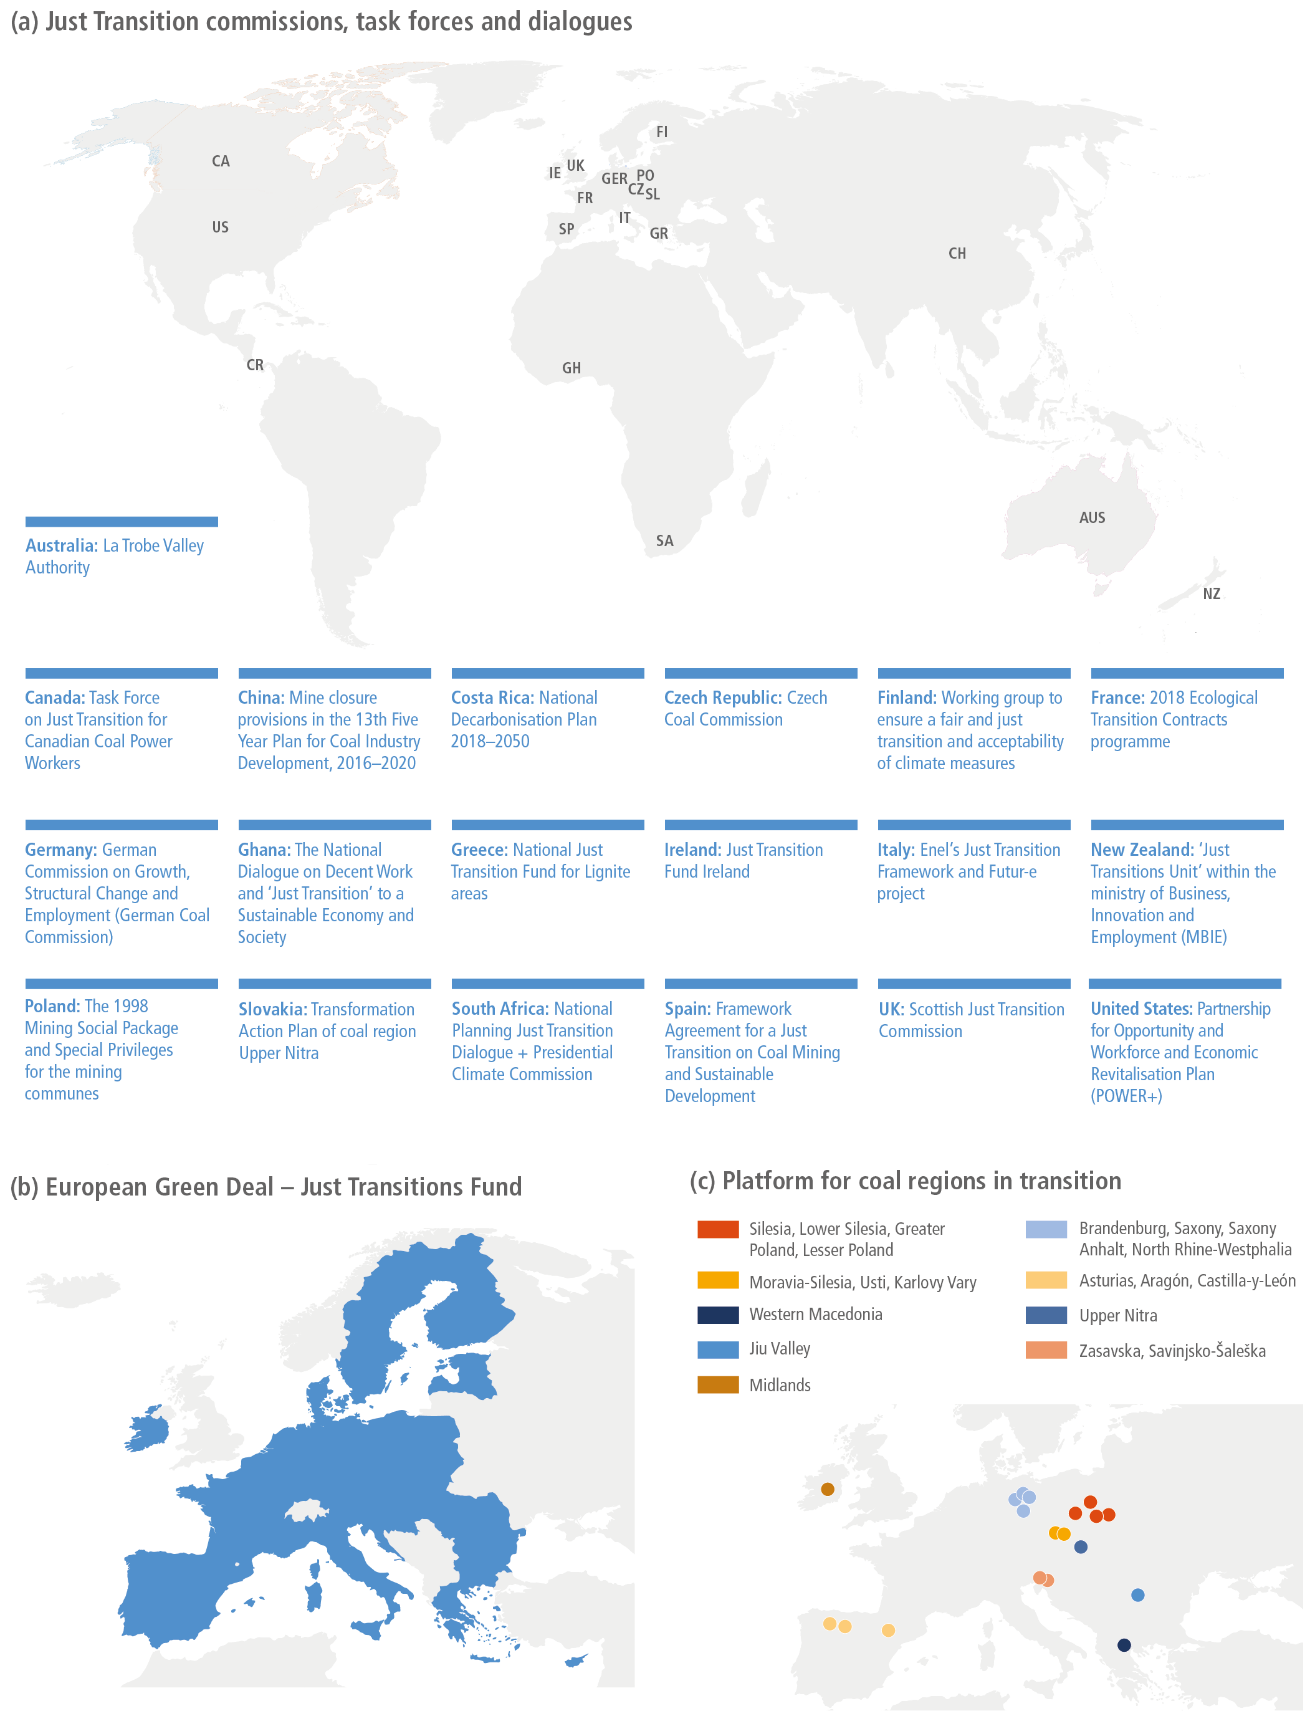 (a) Just Transition commissions, task forces and dialogues
FI
CA
IE
UK
GER
PO
CZ
SL
FR
IT
US
SP
GR
CH
CR
GH
AUS
SA
NZ
Australia: La Trobe Valley
Authority
Canada: Task Force
on Just Transition for
Canadian Coal Power
Workers
China: Mine closure
provisions in the 13th Five
Year Plan for Coal Industry
Development, 2016–2020
Costa Rica: National
Decarbonisation Plan
2018–2050
Czech Republic: Czech
Coal Commission
Finland: Working group to
ensure a fair and just
transition and acceptability
of climate measures
France: 2018 Ecological
Transition Contracts
programme
Germany: German
Commission on Growth,
Structural Change and
Employment (German Coal
Commission)
Ghana: The National
Dialogue on Decent Work
and ‘Just Transition’ to a
Sustainable Economy and
Society
Greece: National Just
Transition Fund for Lignite
areas
Ireland: Just Transition
Fund Ireland
Italy: Enel’s Just Transition
Framework and Futur-e
project
New Zealand: ‘Just
Transitions Unit’ within the
ministry of Business,
Innovation and
Employment (MBIE)
Poland: The 1998
Mining Social Package
and Special Privileges
for the mining
communes
Slovakia: Transformation
Action Plan of coal region
Upper Nitra
South Africa: National
Planning Just Transition
Dialogue + Presidential
Climate Commission
Spain: Framework
Agreement for a Just
Transition on Coal Mining
and Sustainable
Development
UK: Scottish Just Transition
Commission
United States: Partnership
for Opportunity and
Workforce and Economic
Revitalisation Plan
(POWER+)
(b) European Green Deal – Just Transitions Fund
(c) Platform for coal regions in transition
Silesia, Lower Silesia, Greater
Poland, Lesser Poland
Moravia-Silesia, Usti, Karlovy Vary
Western Macedonia
Jiu Valley
Midlands
Brandenburg, Saxony, Saxony
Anhalt, North Rhine-Westphalia
Asturias, Aragón, Castilla-y-León
Upper Nitra
Zasavska, Savinjsko-Šaleška